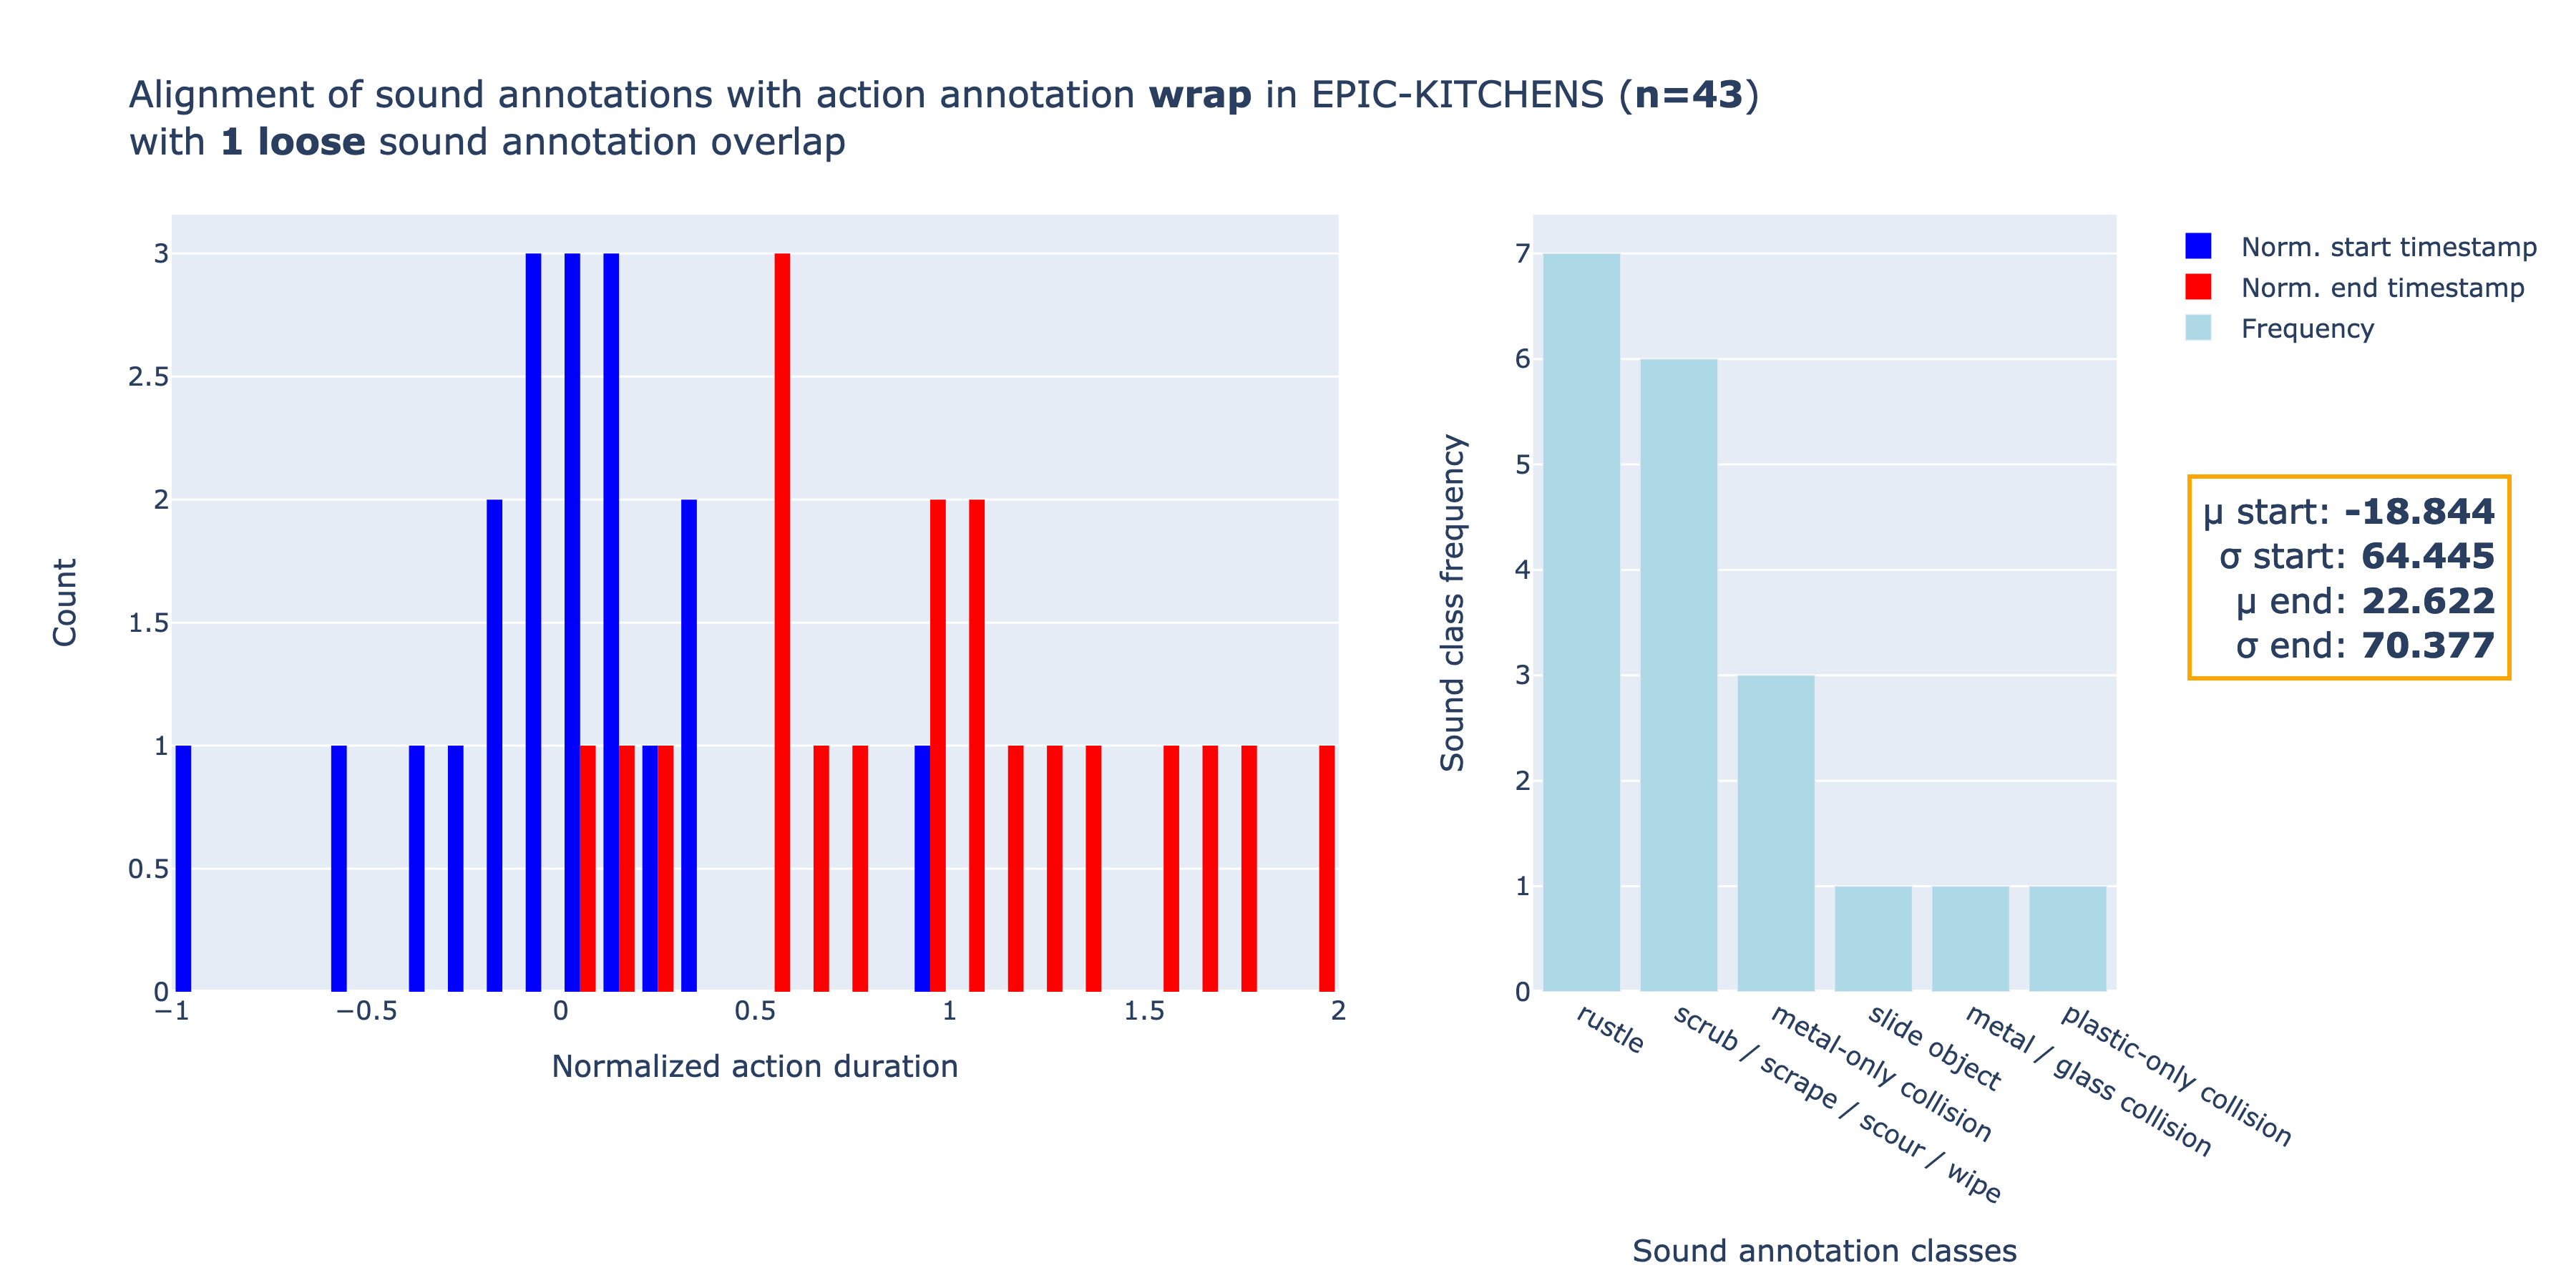 Alignment of sound annotations with action annotation wrap in EPIC-KITCHENS (n=43)
with 1 loose sound annotation overlap
Count
3
2.5
2
1.5
1
0.5
0
−1
−0.5
0
0.5
1
1.5
2
Normalized action duration
Sound class frequency
7
6
5
4
3
2
1
0
rustle
scrub / scrape / scour / wipe
metal-only collision
slide object
metal / glass collision
plastic-only collision
Sound annotation classes
Norm. start timestamp
Norm. end timestamp
Frequency
μ start: -18.844
σ start: 64.445
μ end: 22.622
σ end: 70.377